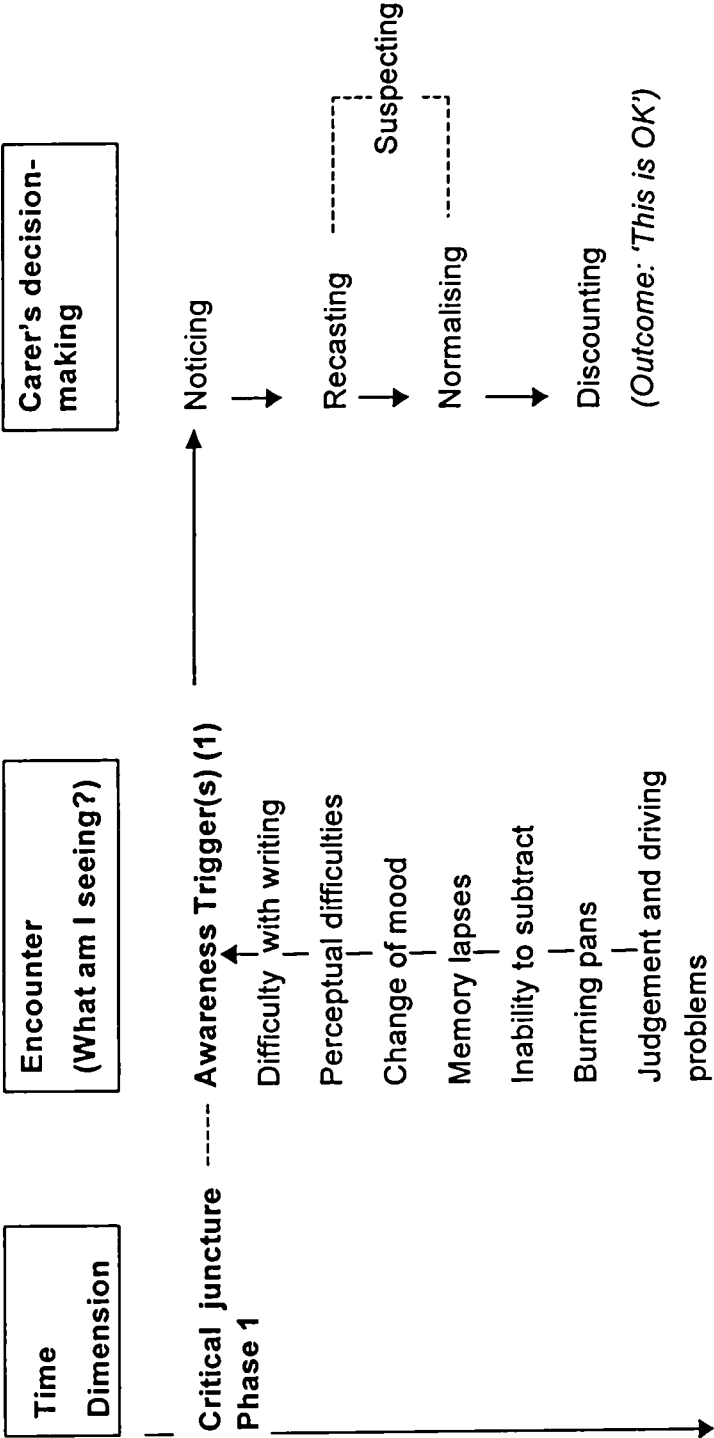 Time
Dimension
Critical juncture
Phase 1
Encounter
(What am I seeing?)
Awareness Trigger(s) (1)
Difficulty with writing
Perceptual difficulties
Change of mood
Memory lapses
Inability to subtract
Burning pans
Judgement and driving
problems
Carer's decision-
making
Noticing
Recasting
Suspecting
Normalising
Discounting
(Outcome: 'This is OK')